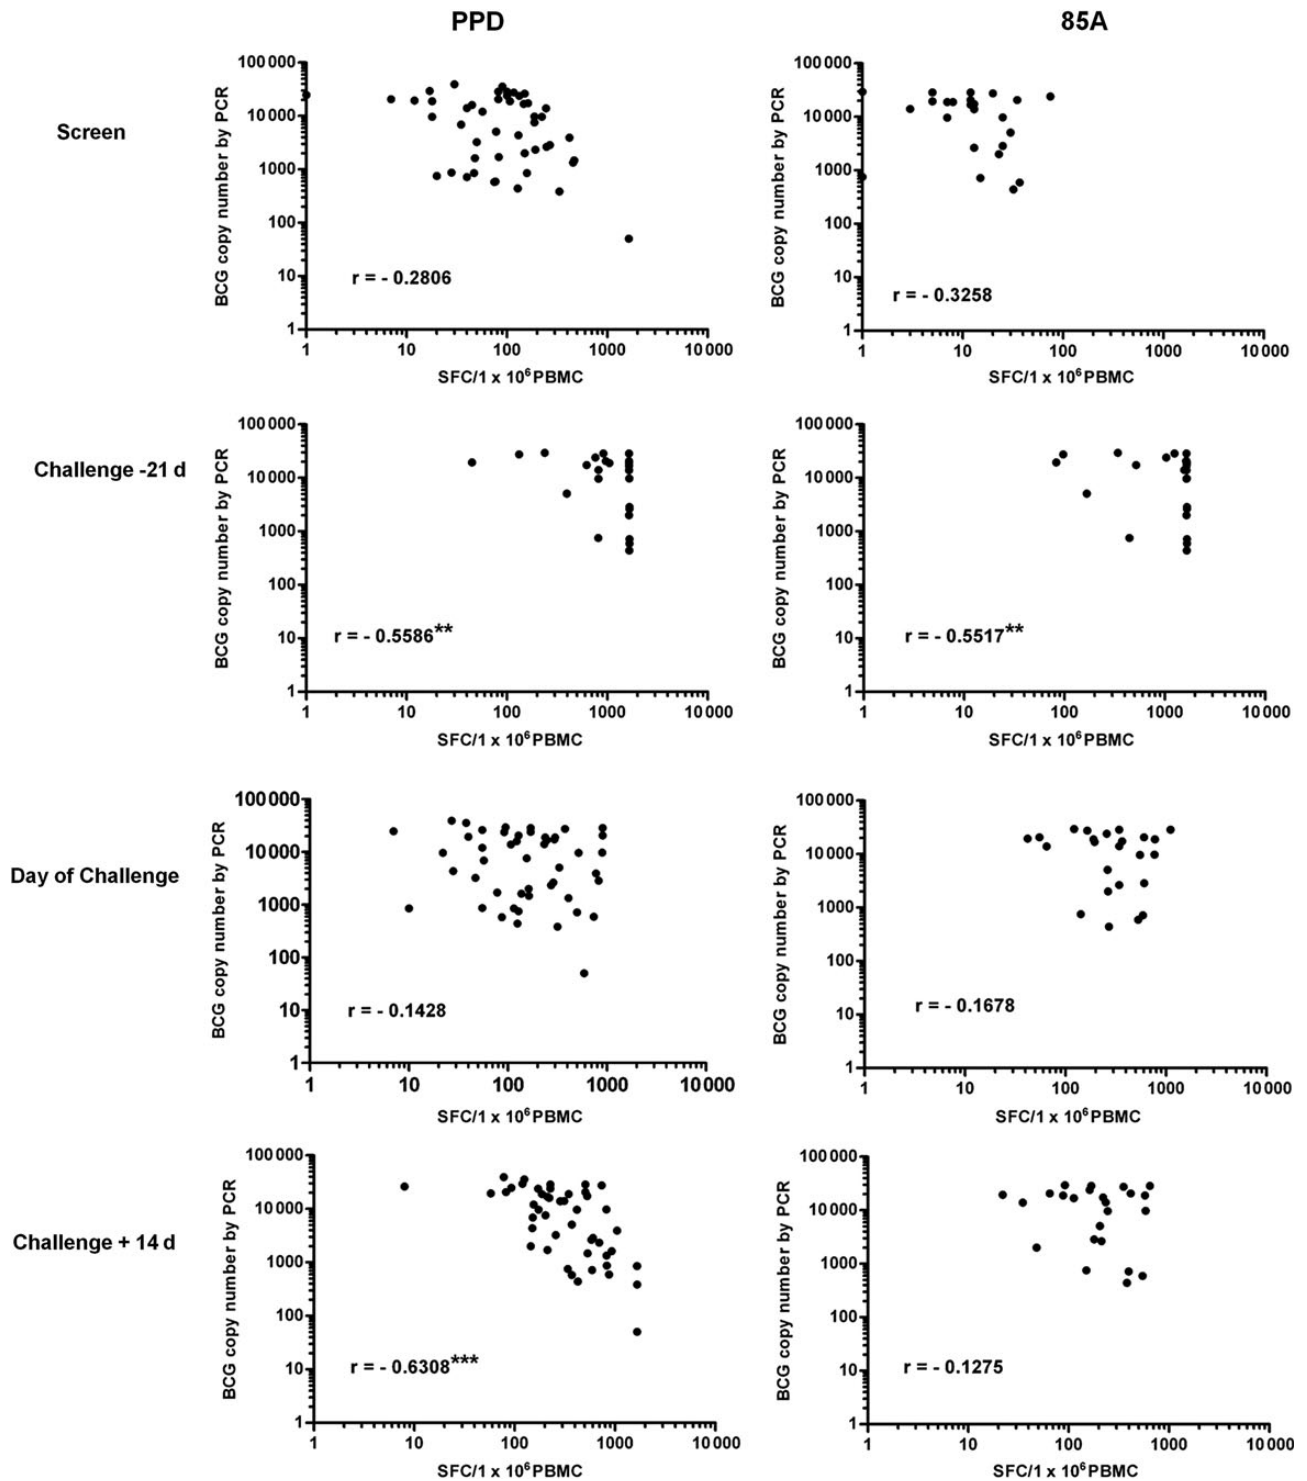 PPD
85A
Screen
BCG copy number by PCR
100 000
10 000
1000
100
10
1
r = - 0.2806
1 10 100 1000 10 000
SFC/1 x 10⁶ PBMC
BCG copy number by PCR
100 000
10 000
1000
100
10
1
r = - 0.3258
1 10 100 1000 10 000
SFC/1 x 10⁶ PBMC
Challenge -21 d
BCG copy number by PCR
100 000
10 000
1000
100
10
1
r = - 0.5586**
1 10 100 1000 10 000
SFC/1 x 10⁶ PBMC
BCG copy number by PCR
100 000
10 000
1000
100
10
1
r = - 0.5517**
1 10 100 1000 10 000
SFC/1 x 10⁶ PBMC
Day of Challenge
BCG copy number by PCR
100 000
10 000
1000
100
10
1
r = - 0.1428
1 10 100 1000 10 000
SFC/1 x 10⁶ PBMC
BCG copy number by PCR
100 000
10 000
1000
100
10
1
r = - 0.1678
1 10 100 1000 10 000
SFC/1 x 10⁶ PBMC
Challenge + 14 d
BCG copy number by PCR
100 000
10 000
1000
100
10
1
r = - 0.6308***
1 10 100 1000 10 000
SFC/1 x 10⁶ PBMC
BCG copy number by PCR
100 000
10 000
1000
100
10
1
r = - 0.1275
1 10 100 1000 10 000
SFC/1 x 10⁶ PBMC